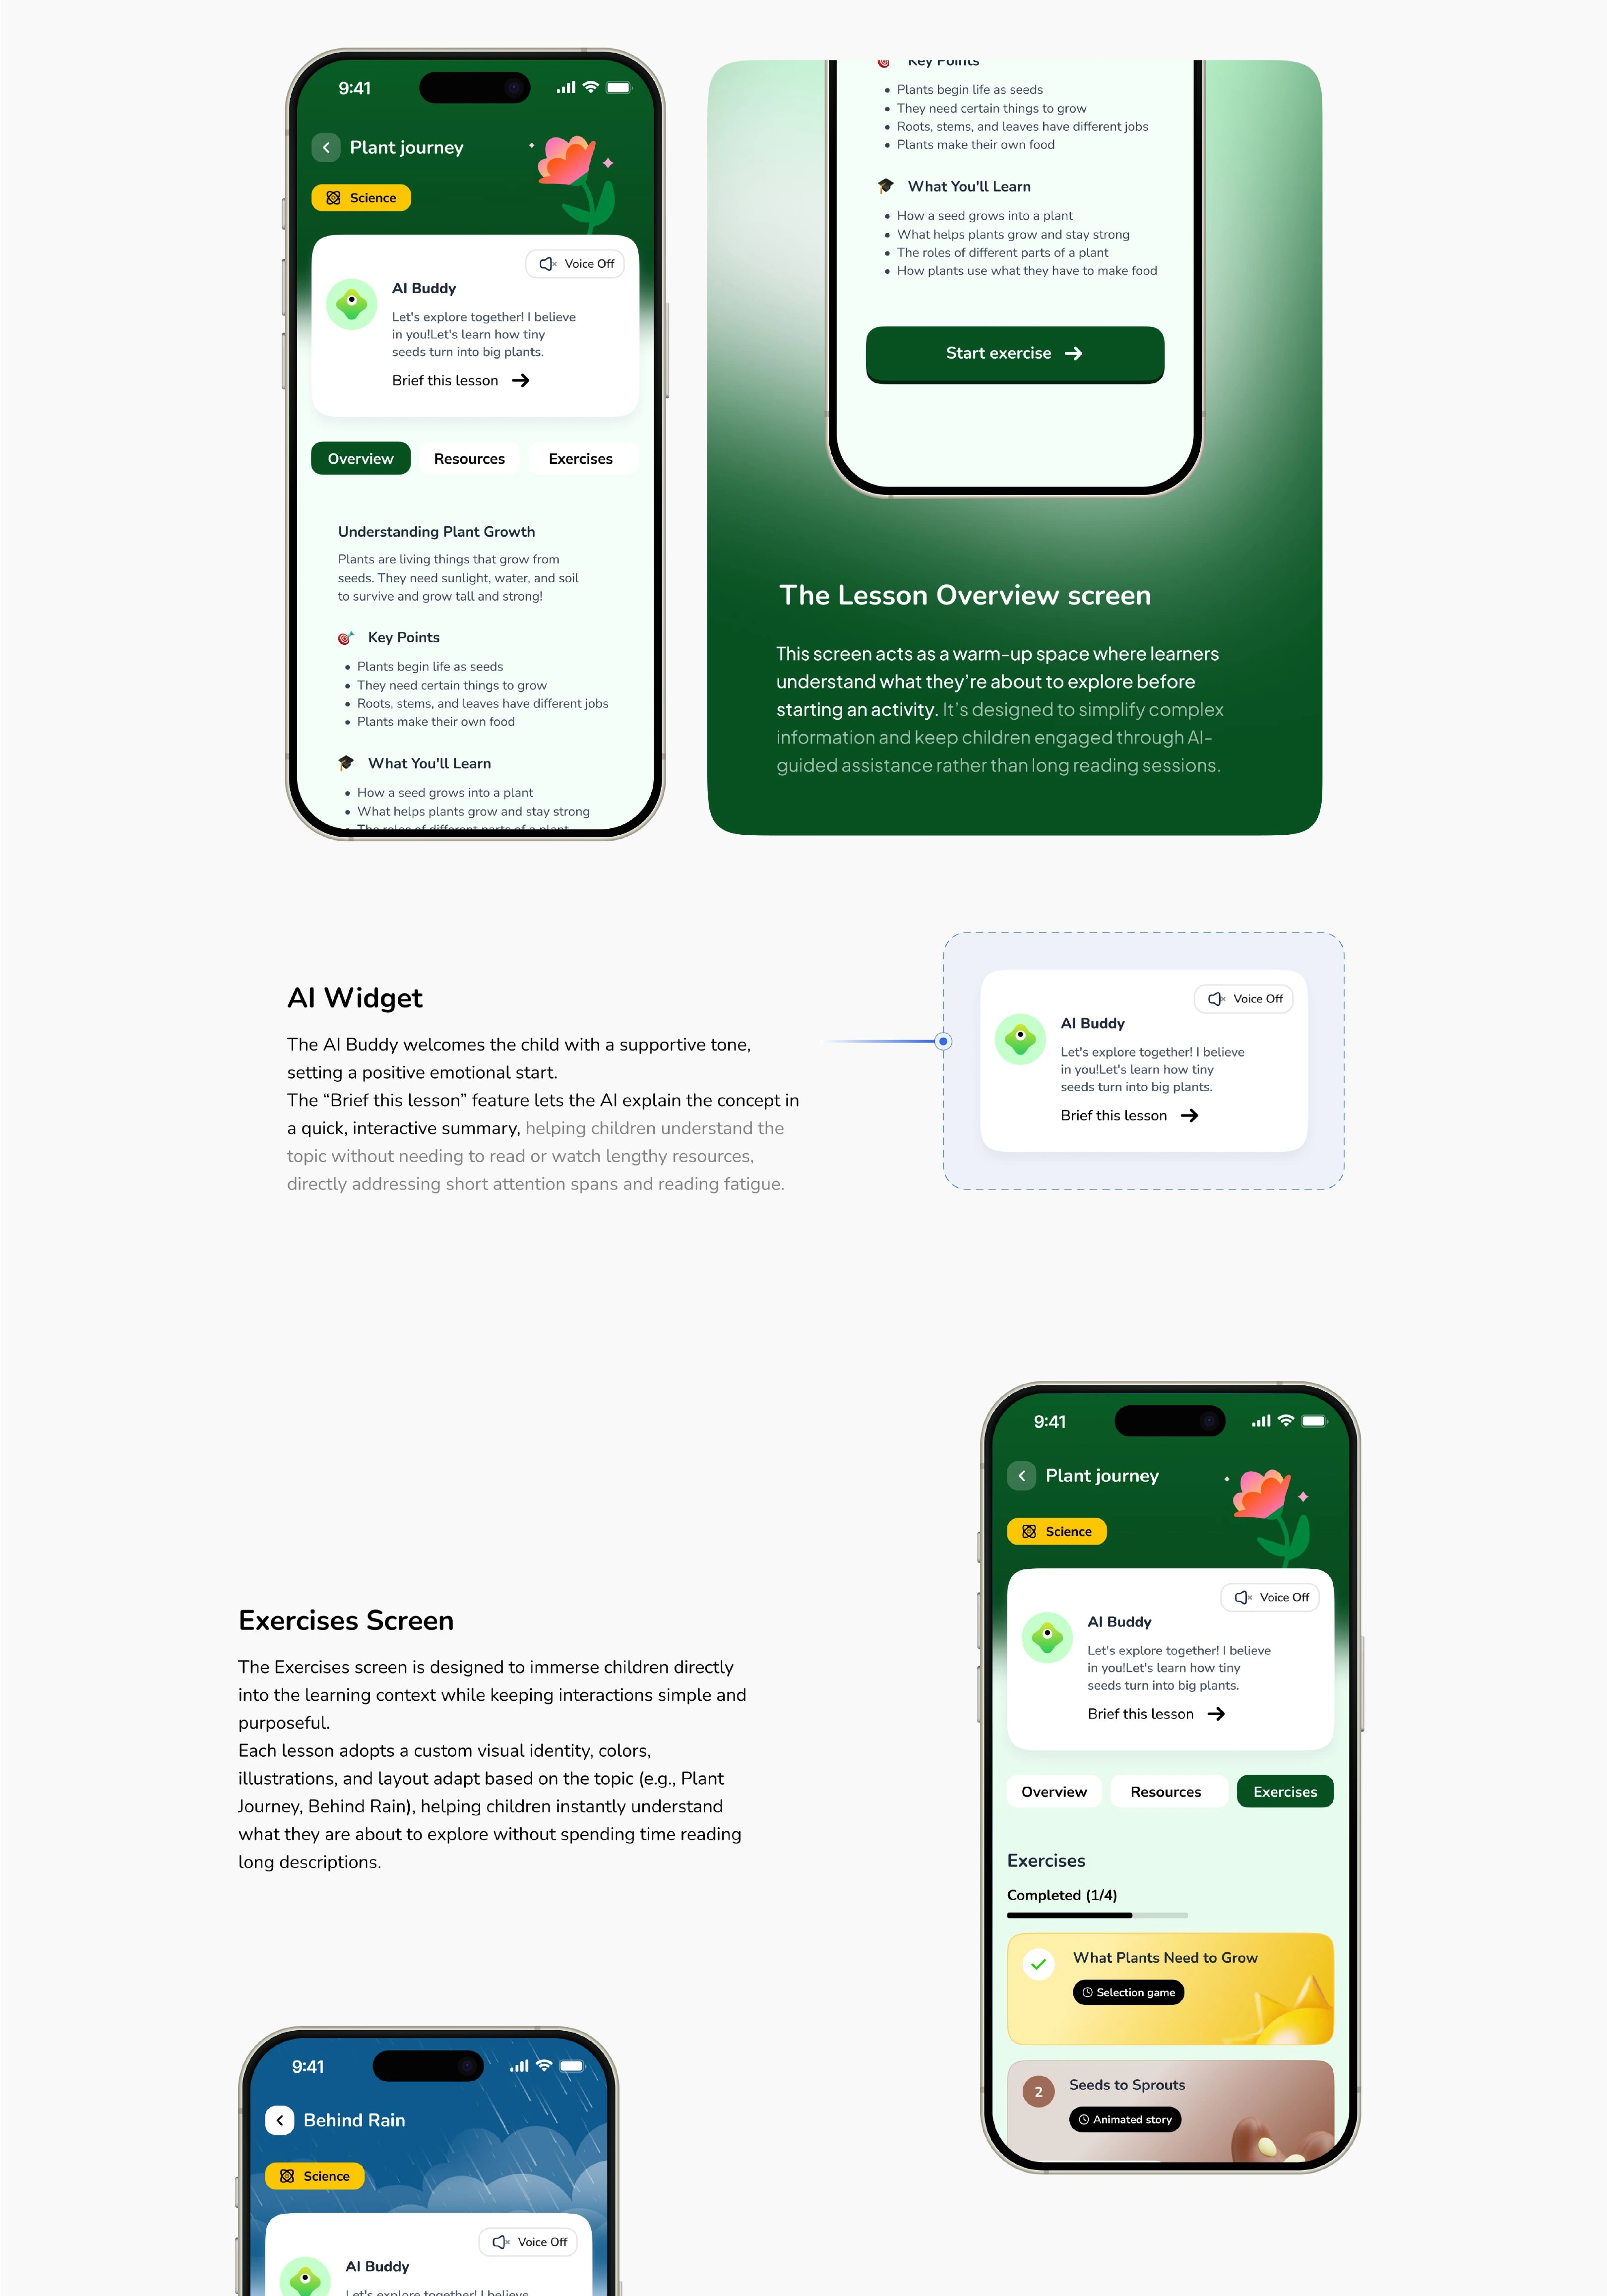 9:41
Plant journey
Science
Voice Off
AI Buddy
Let's explore together! I believe
in you!Let's learn how tiny
seeds turn into big plants.
Brief this lesson
Overview
Resources
Exercises
Understanding Plant Growth
Plants are living things that grow from
seeds. They need sunlight, water, and soil
to survive and grow tall and strong!
Key Points
Plants begin life as seeds
They need certain things to grow
Roots, stems, and leaves have different jobs
Plants make their own food
What You'll Learn
How a seed grows into a plant
What helps plants grow and stay strong
The roles of different parts of a plant
Key Points
Plants begin life as seeds
They need certain things to grow
Roots, stems, and leaves have different jobs
Plants make their own food
What You'll Learn
How a seed grows into a plant
What helps plants grow and stay strong
The roles of different parts of a plant
How plants use what they have to make food
Start exercise
The Lesson Overview screen
This screen acts as a warm-up space where learners
understand what they’re about to explore before
starting an activity. It’s designed to simplify complex
information and keep children engaged through AI-
guided assistance rather than long reading sessions.
AI Widget
The AI Buddy welcomes the child with a supportive tone,
setting a positive emotional start.
The “Brief this lesson” feature lets the AI explain the concept in
a quick, interactive summary, helping children understand the
topic without needing to read or watch lengthy resources,
directly addressing short attention spans and reading fatigue.
Voice Off
AI Buddy
Let's explore together! I believe
in you!Let's learn how tiny
seeds turn into big plants.
Brief this lesson
Exercises Screen
The Exercises screen is designed to immerse children directly
into the learning context while keeping interactions simple and
purposeful.
Each lesson adopts a custom visual identity, colors,
illustrations, and layout adapt based on the topic (e.g., Plant
Journey, Behind Rain), helping children instantly understand
what they are about to explore without spending time reading
long descriptions.
9:41
Plant journey
Science
Voice Off
AI Buddy
Let's explore together! I believe
in you!Let's learn how tiny
seeds turn into big plants.
Brief this lesson
Overview
Resources
Exercises
Exercises
Completed (1/4)
What Plants Need to Grow
Selection game
2
Seeds to Sprouts
Animated story
9:41
Behind Rain
Science
Voice Off
AI Buddy
Let's explore together! I believe